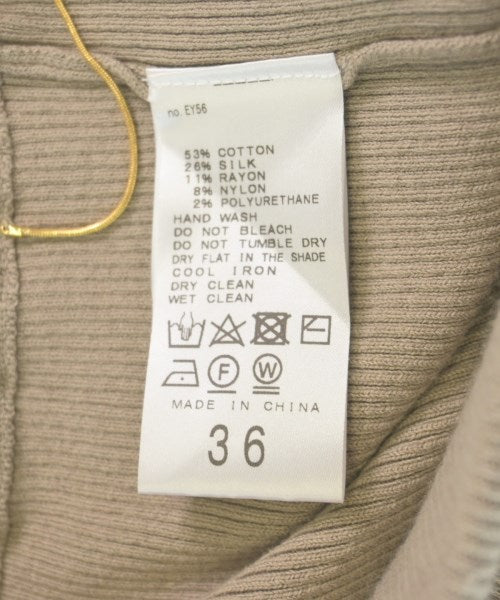 no. EY56
53% COTTON
26% SILK
11% RAYON
8% NYLON
2% POLYURETHANE
HAND WASH
DO NOT BLEACH
DO NOT TUMBLE DRY
DRY FLAT IN THE SHADE
COOL IRON
DRY CLEAN
WET CLEAN
F W
MADE IN CHINA
36